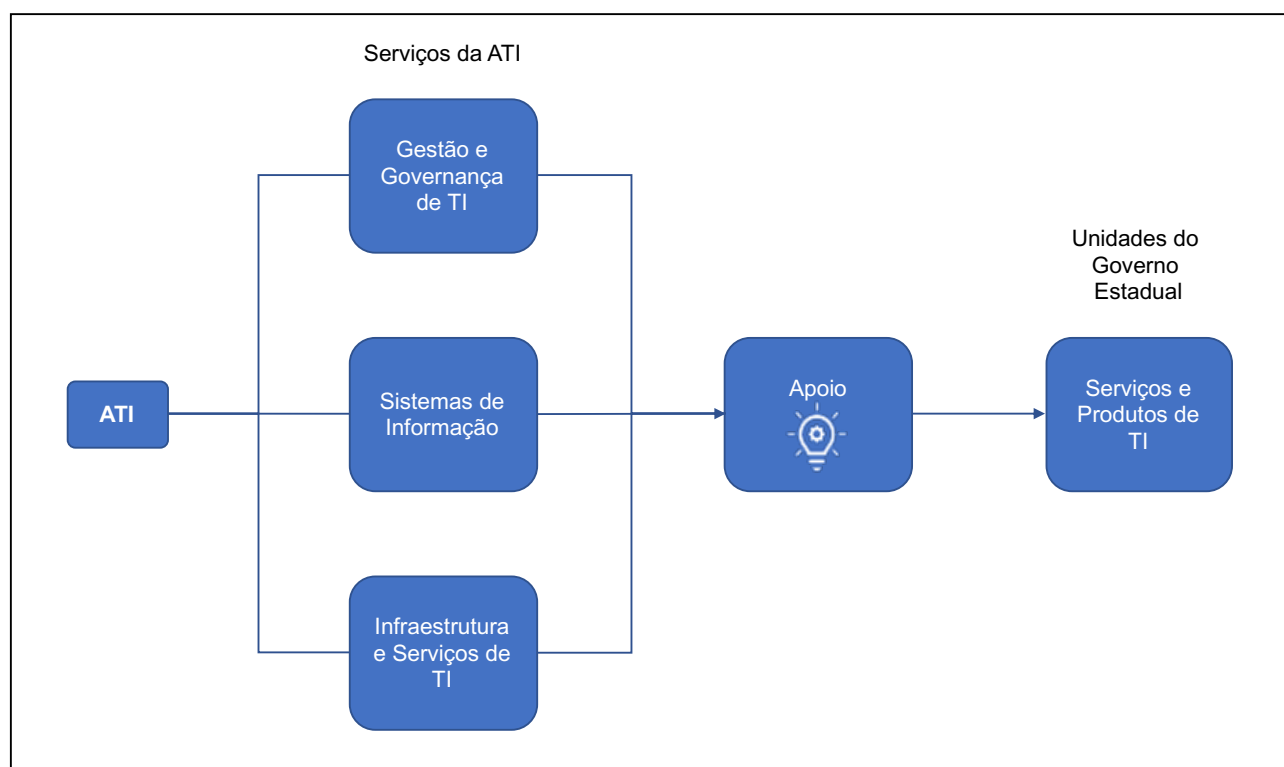 Serviços da ATI
Gestão e
Governança
de TI
Unidades do
Governo
Estadual
ATI
Sistemas de
Informação
Apoio
Serviços e
Produtos de
TI
Infraestrutura
e Serviços de
TI